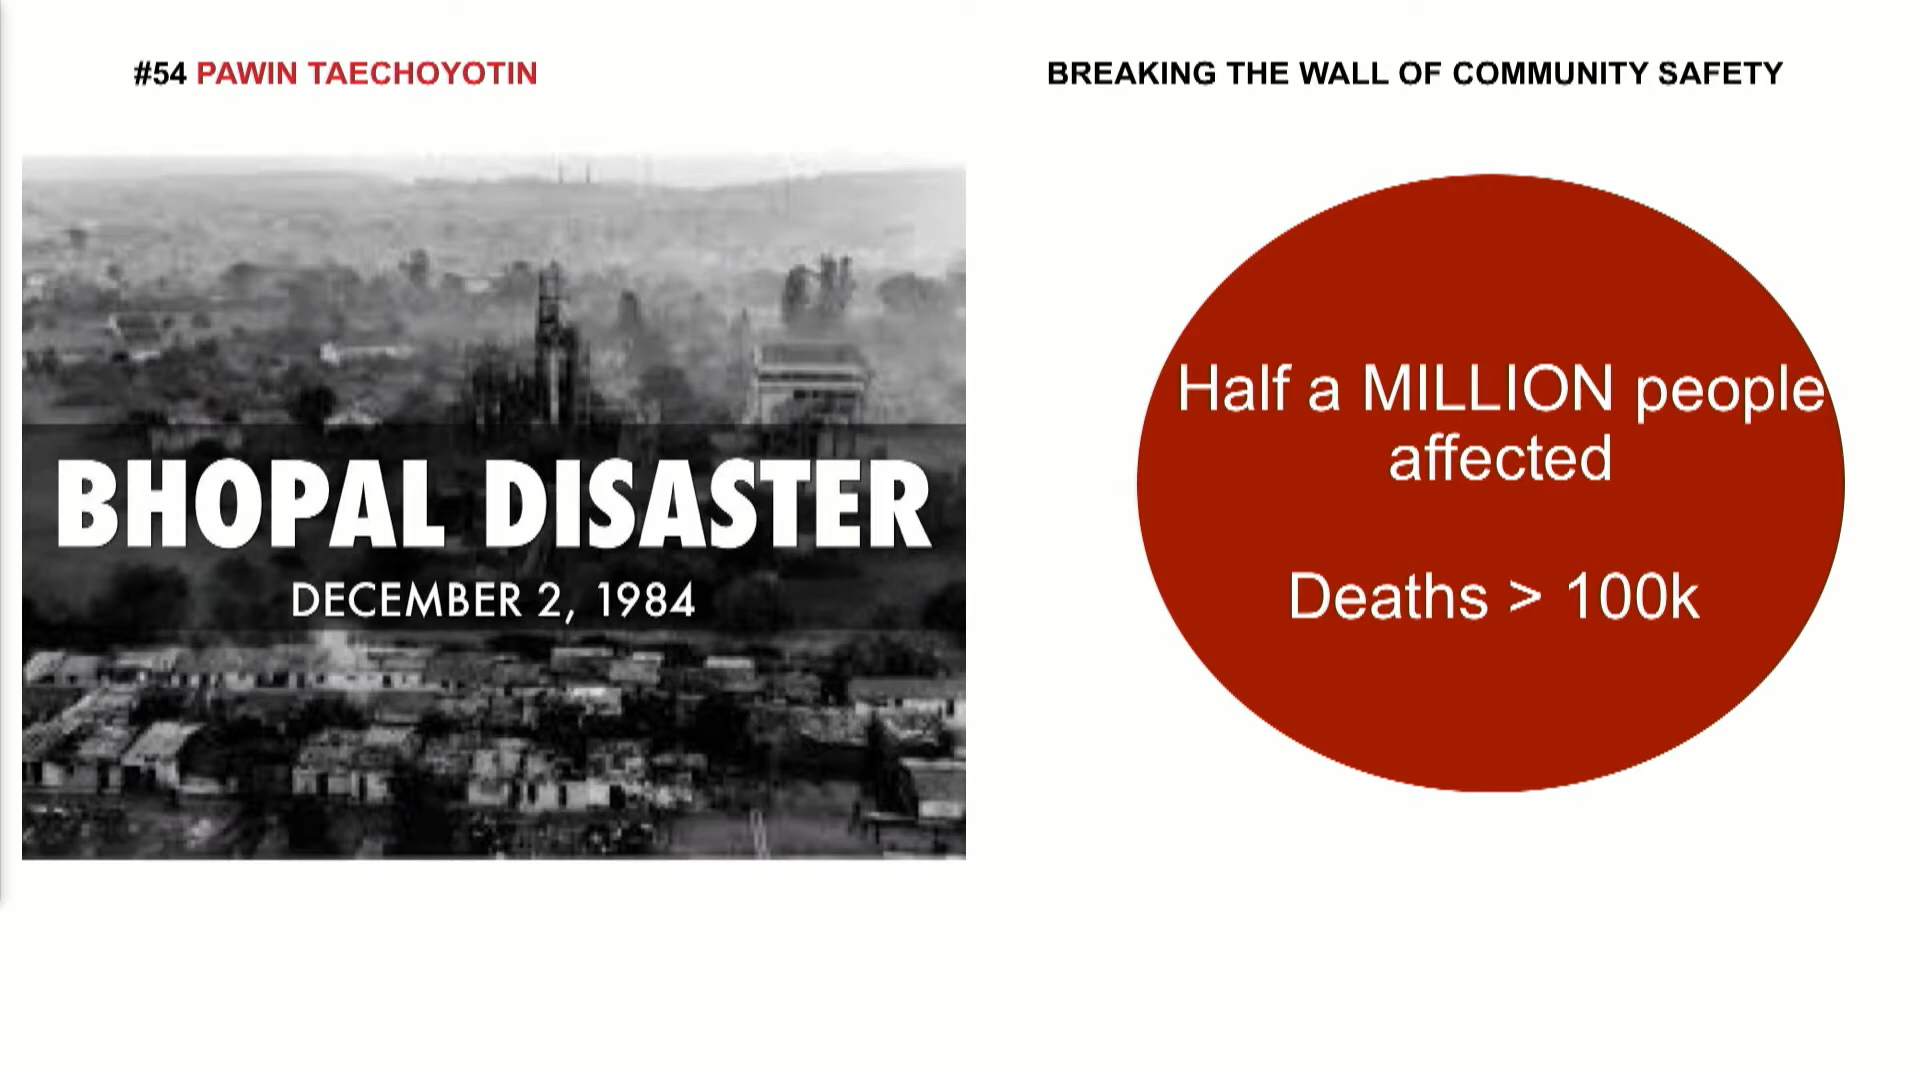 #54 PAWIN TAECHOYOTIN
BREAKING THE WALL OF COMMUNITY SAFETY
BHOPAL DISASTER
DECEMBER 2, 1984
Half a MILLION people
affected
Deaths > 100k